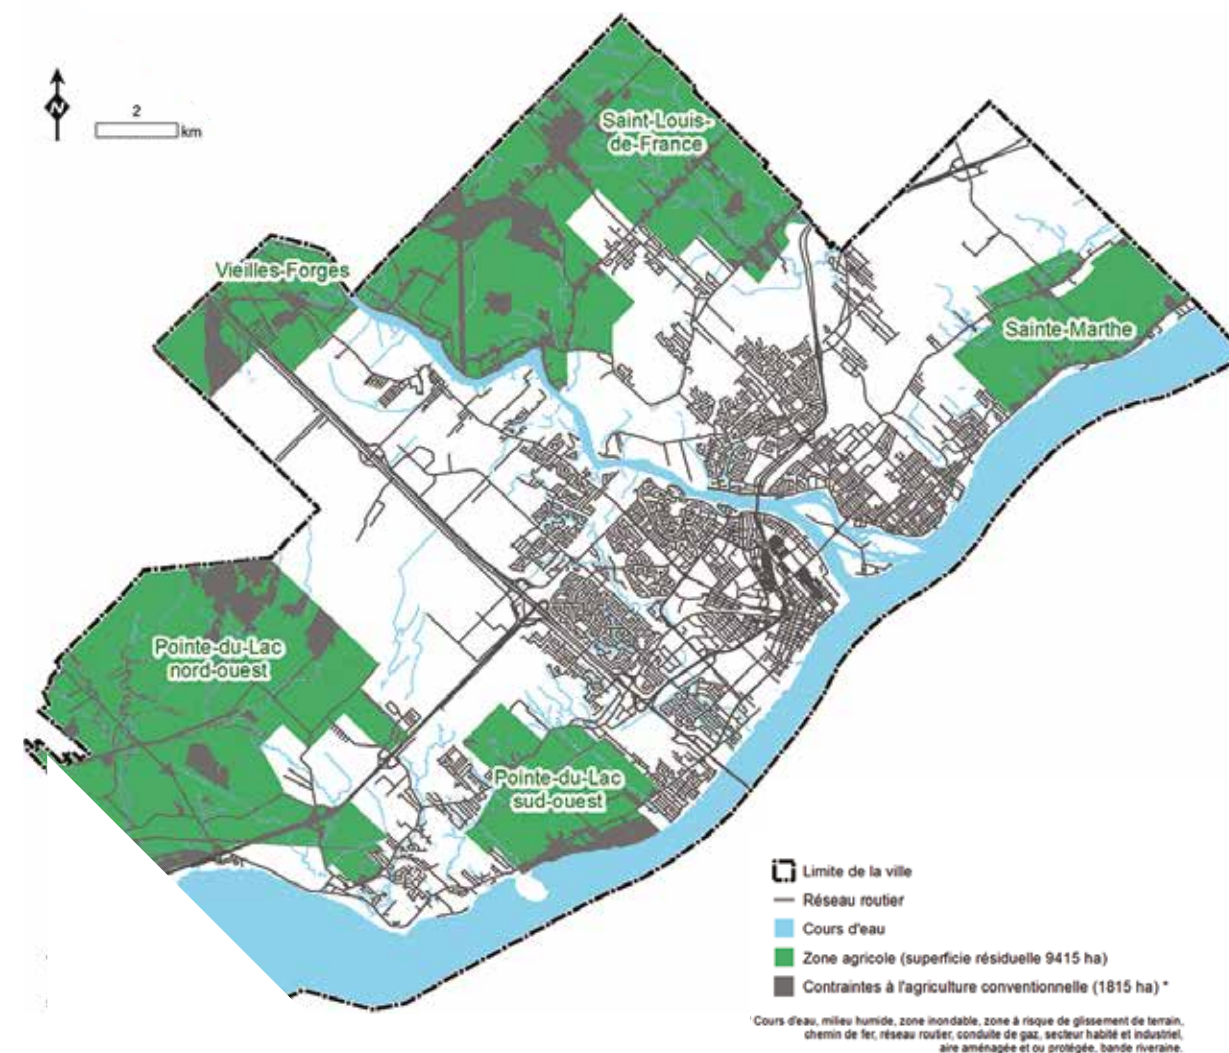 N
2
km
Saint-Louis-
de-France
Vieilles-Forges
Sainte-Marthe
Pointe-du-Lac
nord-ouest
Pointe-du-Lac
sud-ouest
Limite de la ville
Réseau routier
Cours d'eau
Zone agricole (superficie résiduelle 9415 ha)
Contraintes à l'agriculture conventionnelle (1815 ha) *
* Cours d'eau, milieu humide, zone inondable, zone à risque de glissement de terrain,
chemin de fer, réseau routier, conduite de gaz, secteur habité et industriel,
aire aménagée et ou protégée, bande riveraine.